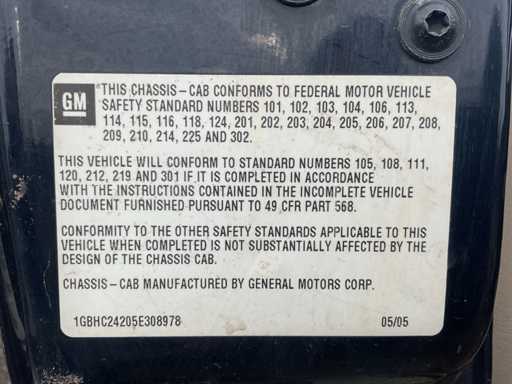 GM
"THIS CHASSIS-CAB CONFORMS TO FEDERAL MOTOR VEHICLE
SAFETY STANDARD NUMBERS 101, 102, 103, 104, 106, 113,
114, 115, 116, 118, 124, 201, 202, 203, 204, 205, 206, 207, 208,
209, 210, 214, 225 AND 302.
THIS VEHICLE WILL CONFORM TO STANDARD NUMBERS 105, 108, 111,
120, 212, 219 AND 301 IF IT IS COMPLETED IN ACCORDANCE
WITH THE INSTRUCTIONS CONTAINED IN THE INCOMPLETE VEHICLE
DOCUMENT FURNISHED PURSUANT TO 49 CFR PART 568.
CONFORMITY TO THE OTHER SAFETY STANDARDS APPLICABLE TO THIS
VEHICLE WHEN COMPLETED IS NOT SUBSTANTIALLY AFFECTED BY THE
DESIGN OF THE CHASSIS CAB.
CHASSIS-CAB MANUFACTURED BY GENERAL MOTORS CORP.
1GBHC24205E308978 05/05